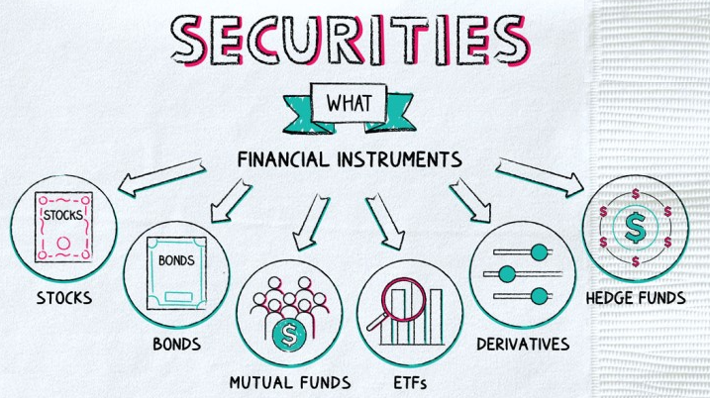 SECURITIES
WHAT
FINANCIAL INSTRUMENTS
STOCKS
STOCKS
BONDS
BONDS
$
MUTUAL FUNDS
ETFs
DERIVATIVES
$
$ $
$
$ $
$
HEDGE FUNDS